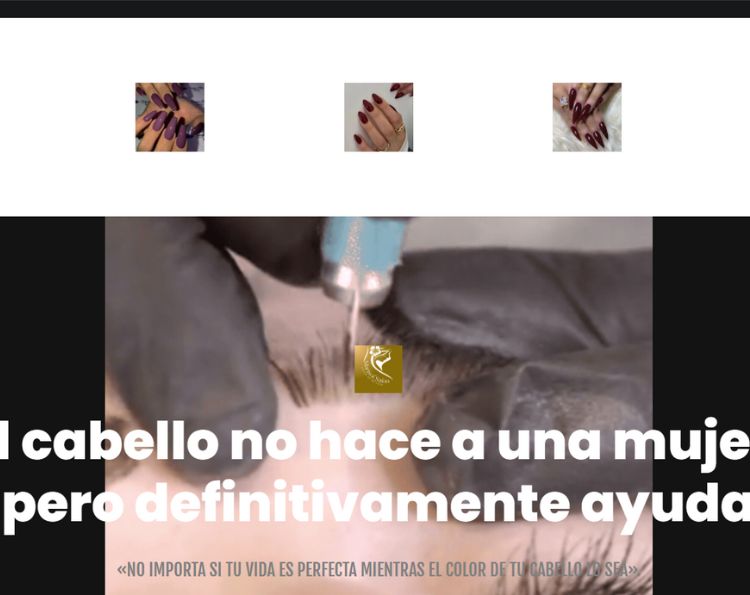 l cabello no hace a una muje
pero definitivamente ayuda
«NO IMPORTA SI TU VIDA ES PERFECTA MIENTRAS EL COLOR DE TU CABELLO LO SEA»